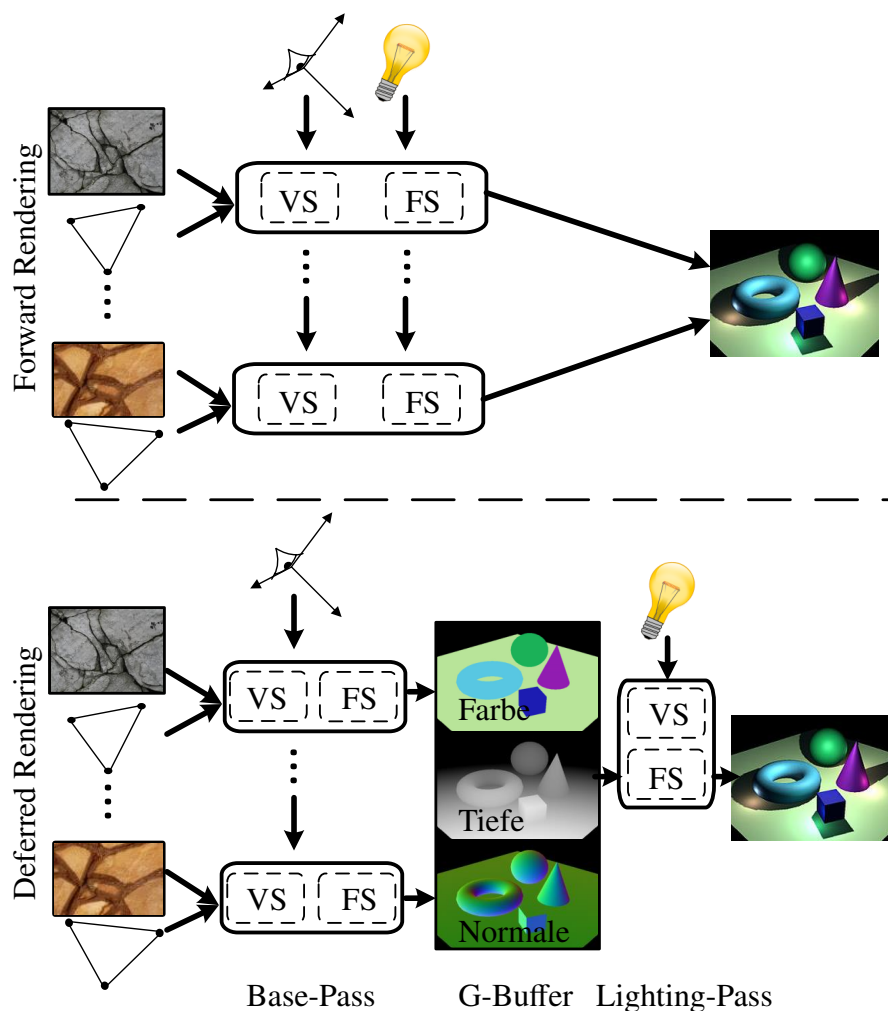 Forward Rendering
VS FS
VS FS
Deferred Rendering
VS FS
VS FS
Farbe
Tiefe
Normale
VS
FS
Base-Pass G-Buffer Lighting-Pass